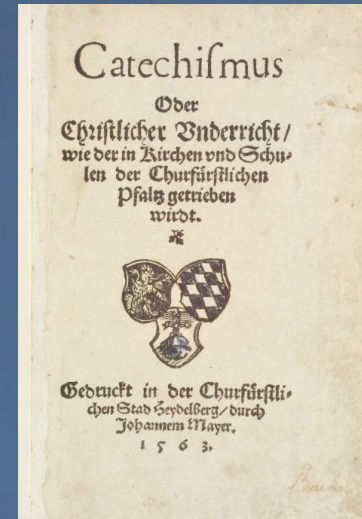 Catechiſmus
Oder
Chriſtlicher Vnderricht /
wie der in Kirchen vnd Schu⸗
len der Churfürſtlichen
Pfaltz getrieben
wirdt.
Gedruckt in der Churfürſtli⸗
chen Stad Heydelberg / durch
Johannem Mayer.
1 5 6 3.